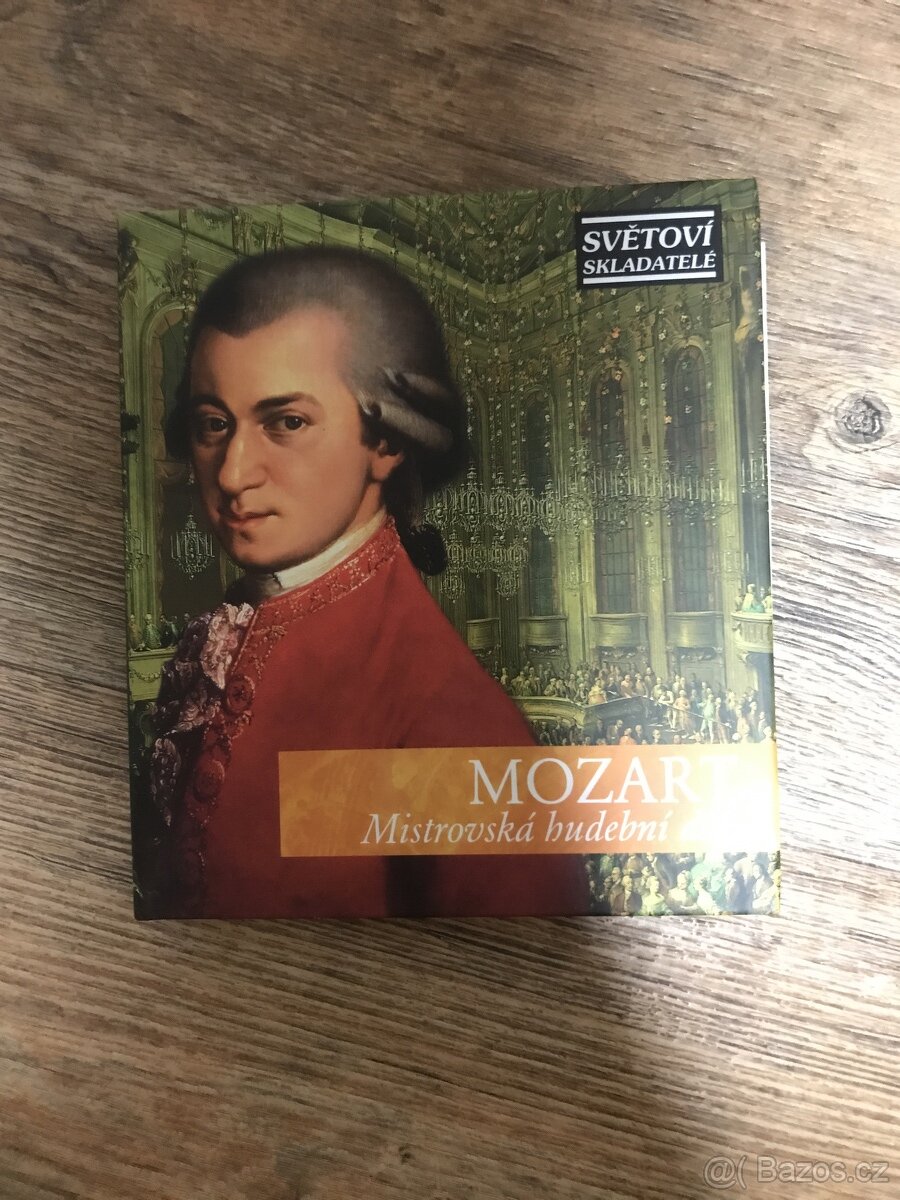 SVĚTOVÍ
SKLADATELÉ
MOZART
Mistrovská hudební
@( Bazos.cz